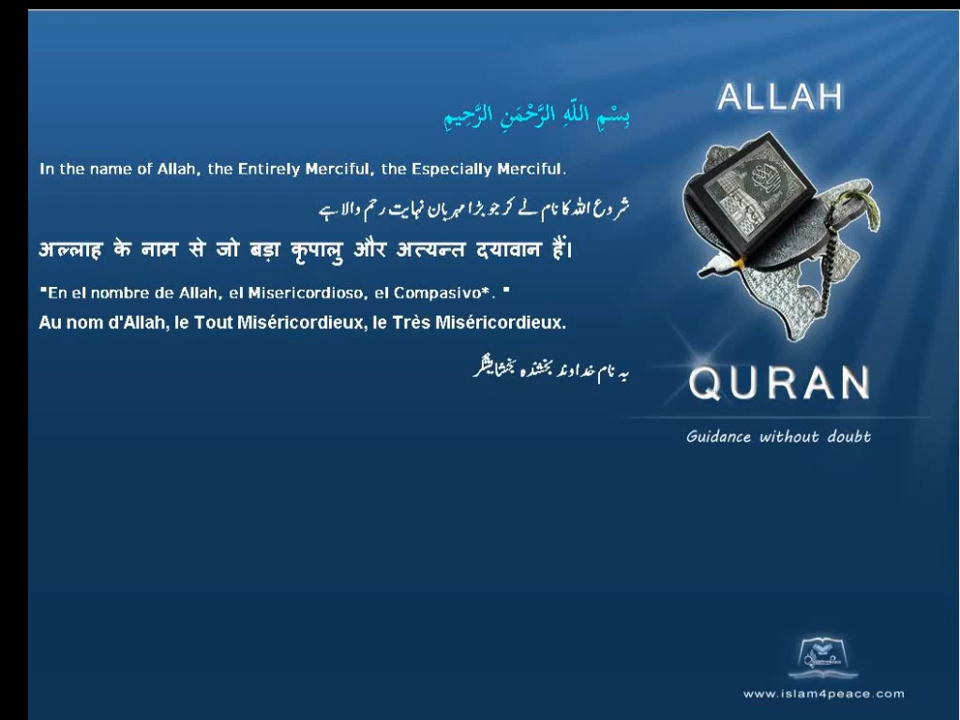 بِسْمِ اللّهِ الرَّحْمَنِ الرَّحِيمِ
In the name of Allah, the Entirely Merciful, the Especially Merciful.
شروع الله کا نام لے کر جو بڑا مہربان نہایت رحم والا ہے
अल्लाह के नाम से जो बड़ा कृपालु और अत्यन्त दयावान हैं।
"En el nombre de Allah, el Misericordioso, el Compasivo*. "
Au nom d'Allah, le Tout Miséricordieux, le Très Miséricordieux.
به نام خداوند بخشنده بخشایشگر
ALLAH
QURAN
Guidance without doubt
www.islam4peace.com